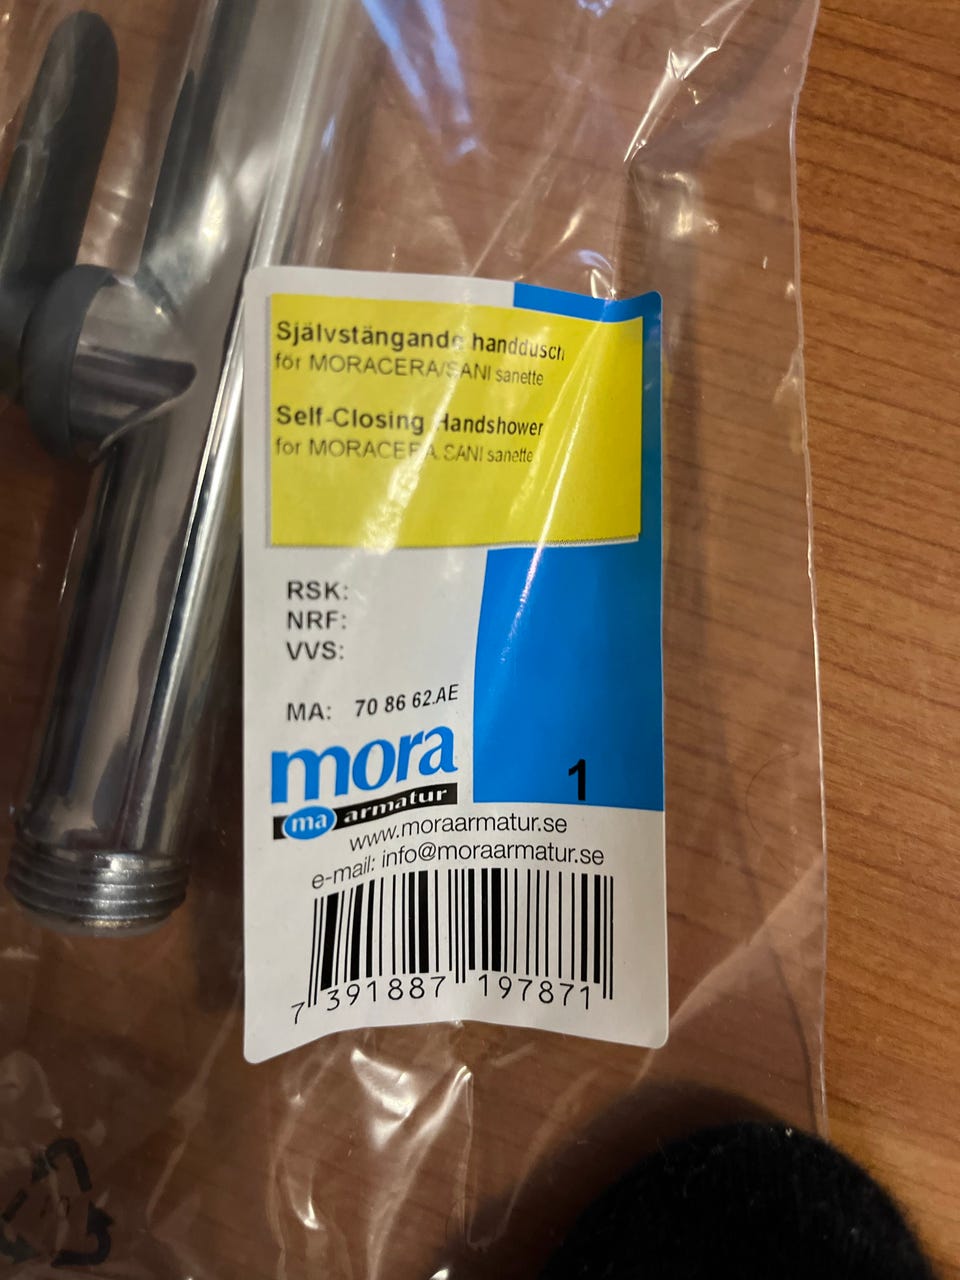 Självstängande handdusch
för MORACERA/SANI sanette
Self-Closing Handshower
for MORACERA SANI sanette
RSK:
NRF:
VVS:
MA: 70 86 62.AE
mora
ma armatur
1
www.moraarmatur.se
e-mail: info@moraarmatur.se
7 391887 197871